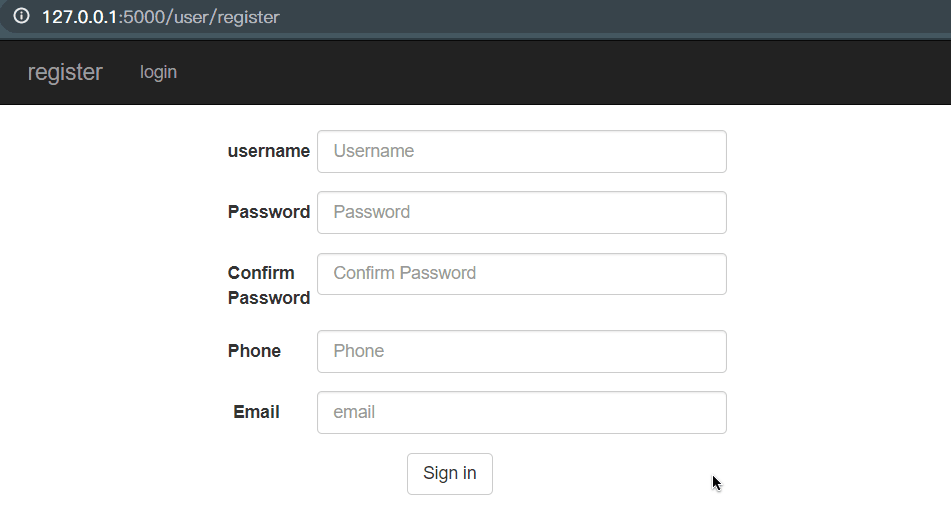 127.0.0.1:5000/user/register
register login
username Username
Password Password
Confirm Password Confirm Password
Phone Phone
Email email
Sign in